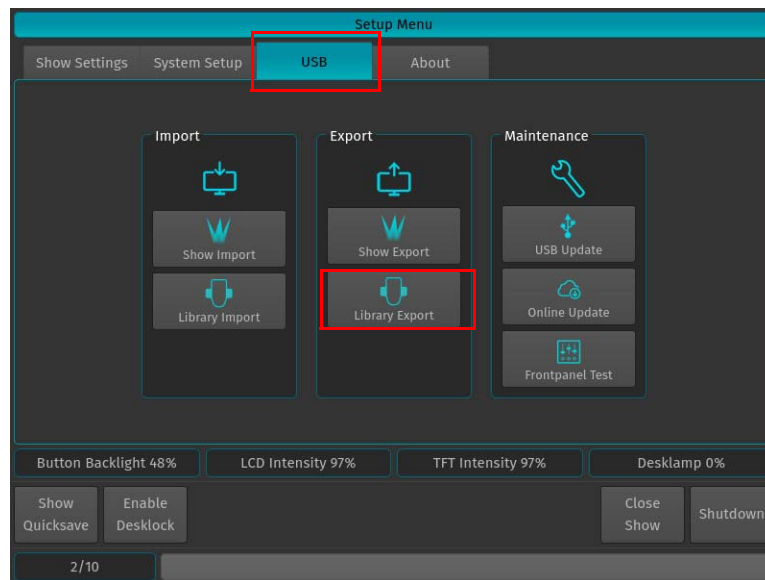 Setup Menu
Show Settings System Setup USB About
Import Export Maintenance
Show Import Show Export USB Update
Library Import Library Export Online Update
Frontpanel Test
Button Backlight 48% LCD Intensity 97% TFT Intensity 97% Desklamp 0%
Show Quicksave Enable Desklock Close Show Shutdown
2/10